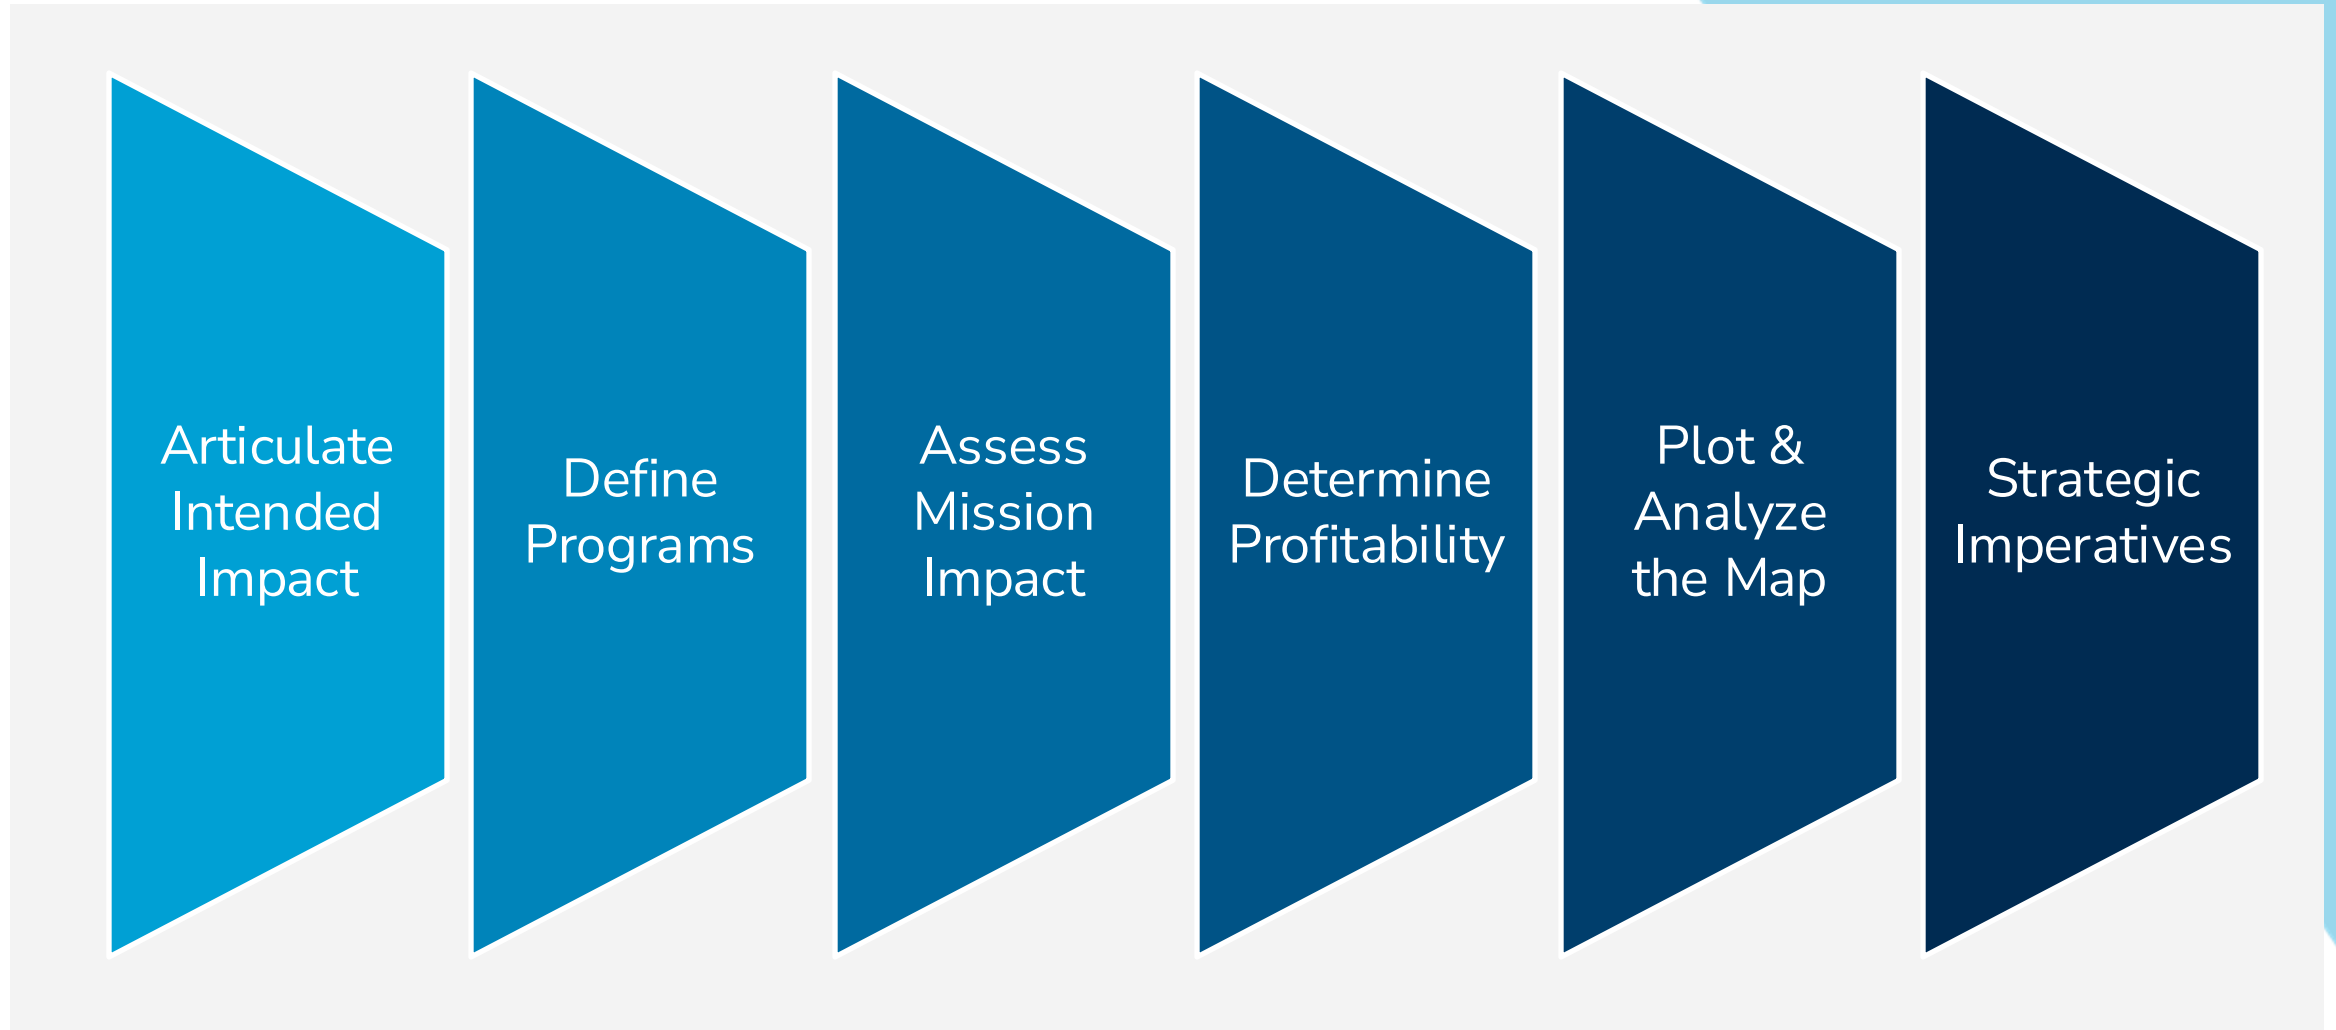 Articulate
Intended
Impact
Define
Programs
Assess
Mission
Impact
Determine
Profitability
Plot &
Analyze
the Map
Strategic
Imperatives